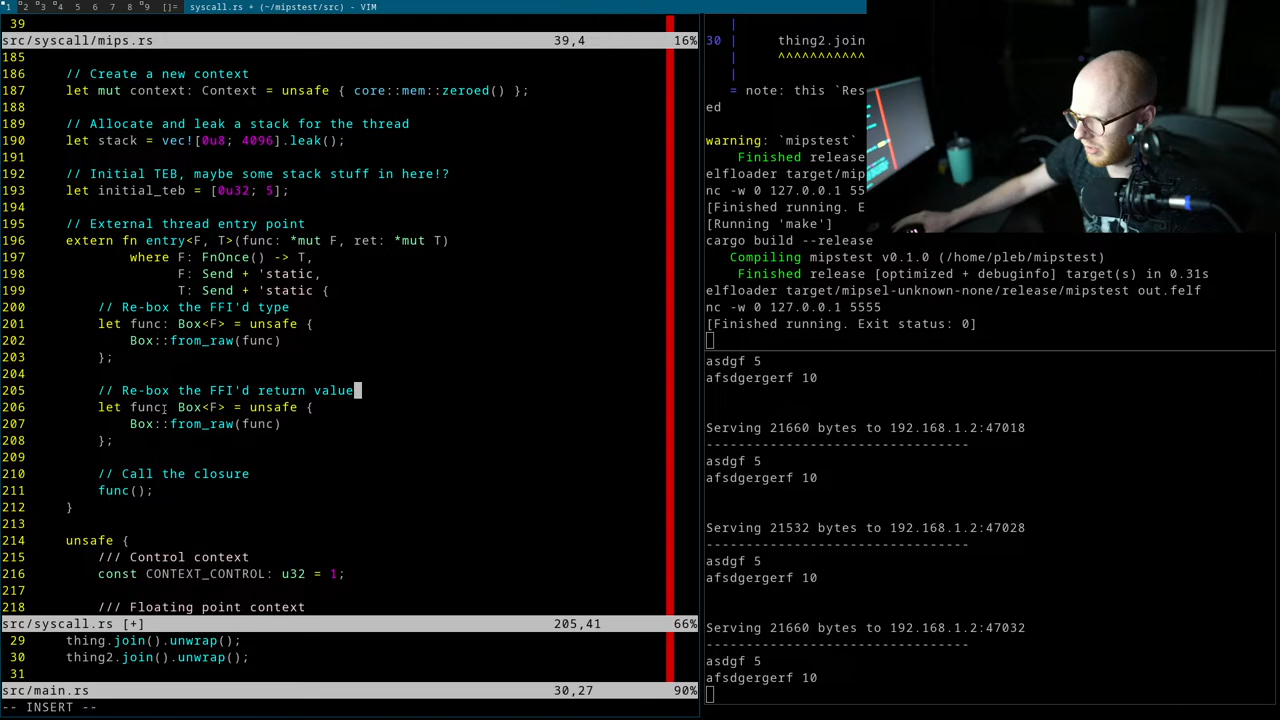 1 2 3 4 5 6 7 8 9 []= syscall.rs + (~/mipstest/src) - VIM
39
src/syscall/mips.rs 39,4 16%
185
186 // Create a new context
187 let mut context: Context = unsafe { core::mem::zeroed() };
188
189 // Allocate and leak a stack for the thread
190 let stack = vec![0u8; 4096].leak();
191
192 // Initial TEB, maybe some stack stuff in here!?
193 let initial_teb = [0u32; 5];
194
195 // External thread entry point
196 extern fn entry<F, T>(func: *mut F, ret: *mut T)
197 where F: FnOnce() -> T,
198 F: Send + 'static,
199 T: Send + 'static {
200 // Re-box the FFI'd type
201 let func: Box<F> = unsafe {
202 Box::from_raw(func)
203 };
204
205 // Re-box the FFI'd return value
206 let func: Box<F> = unsafe {
207 Box::from_raw(func)
208 };
209
210 // Call the closure
211 func();
212 }
213
214 unsafe {
215 /// Control context
216 const CONTEXT_CONTROL: u32 = 1;
217
218 /// Floating point context
src/syscall.rs [+] 205,41 66%
29 thing.join().unwrap();
30 thing2.join().unwrap();
31
src/main.rs 30,27 90%
-- INSERT --
|
30 | thing2.join
| ^^^^^^^^^^^
|
= note: this `Res
ed
warning: `mipstest`
Finished release
elfloader target/mip
nc -w 0 127.0.0.1 555
[Finished running. E
[Running 'make']
cargo build --release
Compiling mipstest v0.1.0 (/home/pleb/mipstest)
Finished release [optimized + debuginfo] target(s) in 0.31s
elfloader target/mipsel-unknown-none/release/mipstest out.felf
nc -w 0 127.0.0.1 5555
[Finished running. Exit status: 0]
asdgf 5
afsdgergerf 10
Serving 21660 bytes to 192.168.1.2:47018
--------------------------------
asdgf 5
afsdgergerf 10
Serving 21532 bytes to 192.168.1.2:47028
--------------------------------
asdgf 5
afsdgergerf 10
Serving 21660 bytes to 192.168.1.2:47032
--------------------------------
asdgf 5
afsdgergerf 10